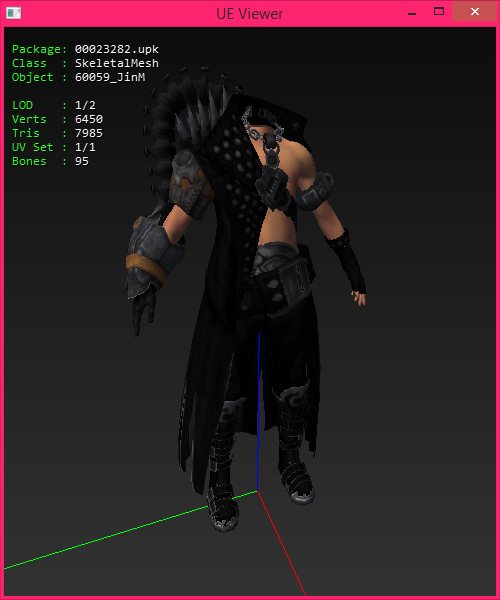 UE Viewer
Package: 00023282.upk
Class : SkeletalMesh
Object : 60059_JinM
LOD : 1/2
Verts : 6450
Tris : 7985
UV Set : 1/1
Bones : 95